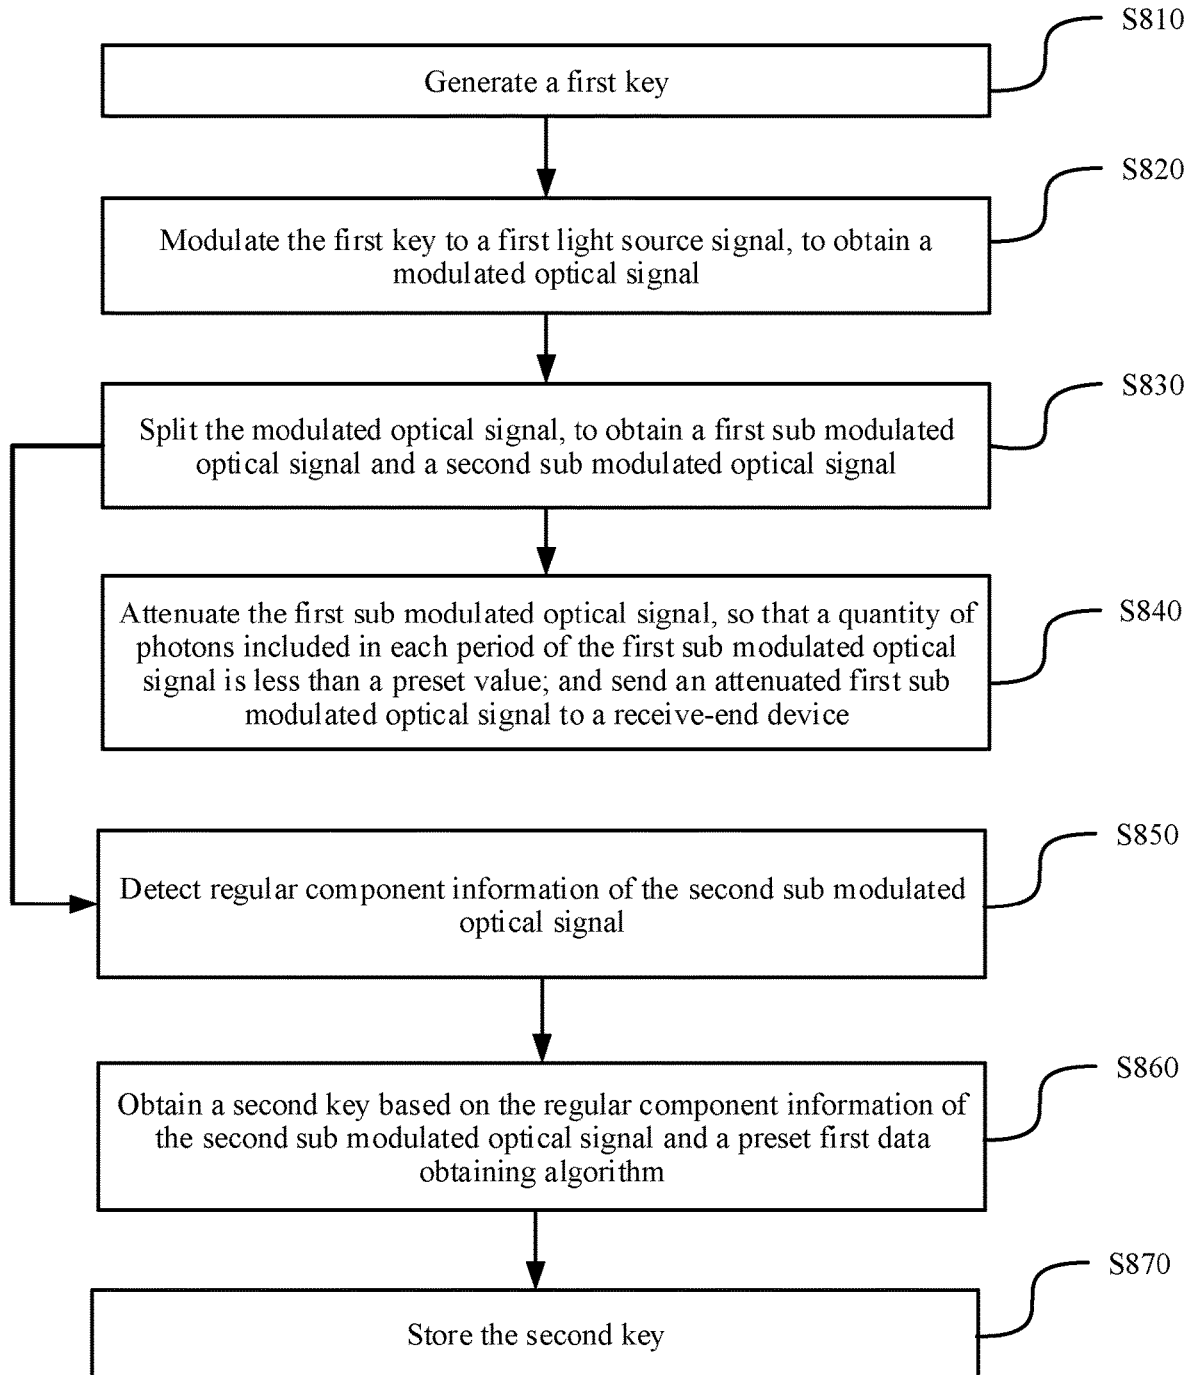 S810
Generate a first key
S820
Modulate the first key to a first light source signal, to obtain a
modulated optical signal
S830
Split the modulated optical signal, to obtain a first sub modulated
optical signal and a second sub modulated optical signal
S840
Attenuate the first sub modulated optical signal, so that a quantity of
photons included in each period of the first sub modulated optical
signal is less than a preset value; and send an attenuated first sub
modulated optical signal to a receive-end device
S850
Detect regular component information of the second sub modulated
optical signal
S860
Obtain a second key based on the regular component information of
the second sub modulated optical signal and a preset first data
obtaining algorithm
S870
Store the second key